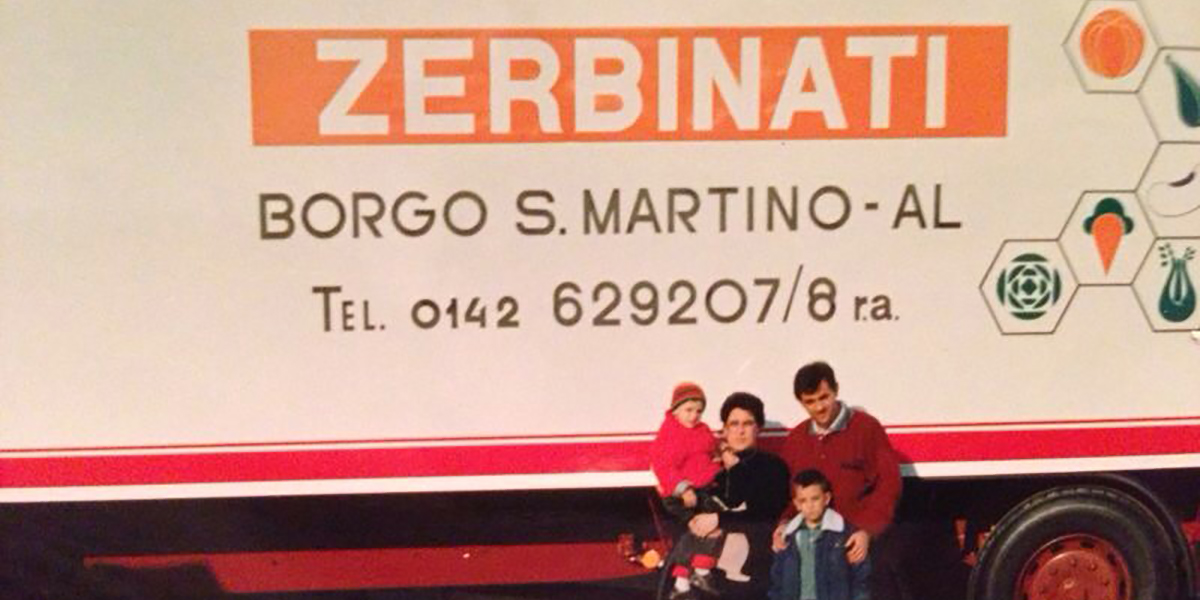 ZERBINATI
BORGO S. MARTINO - AL
TEL. 0142 629207/8 r.a.